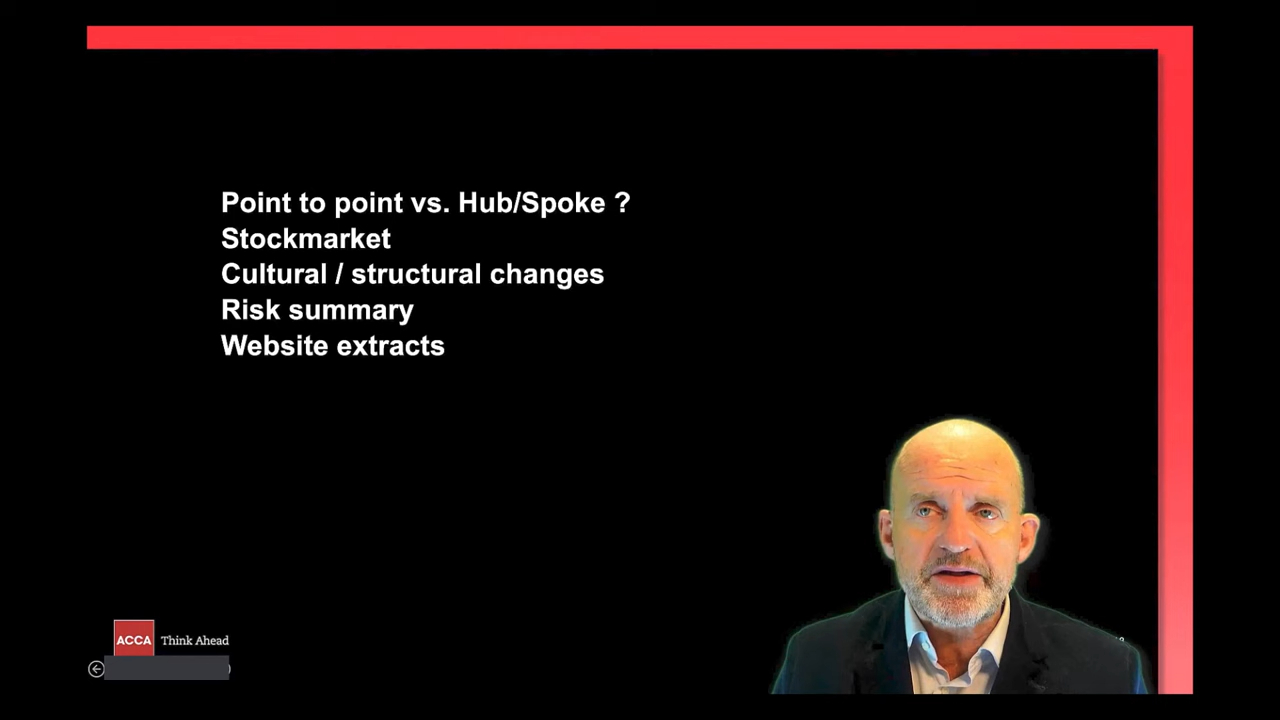 Point to point vs. Hub/Spoke ?
Stockmarket
Cultural / structural changes
Risk summary
Website extracts
ACCA Think Ahead